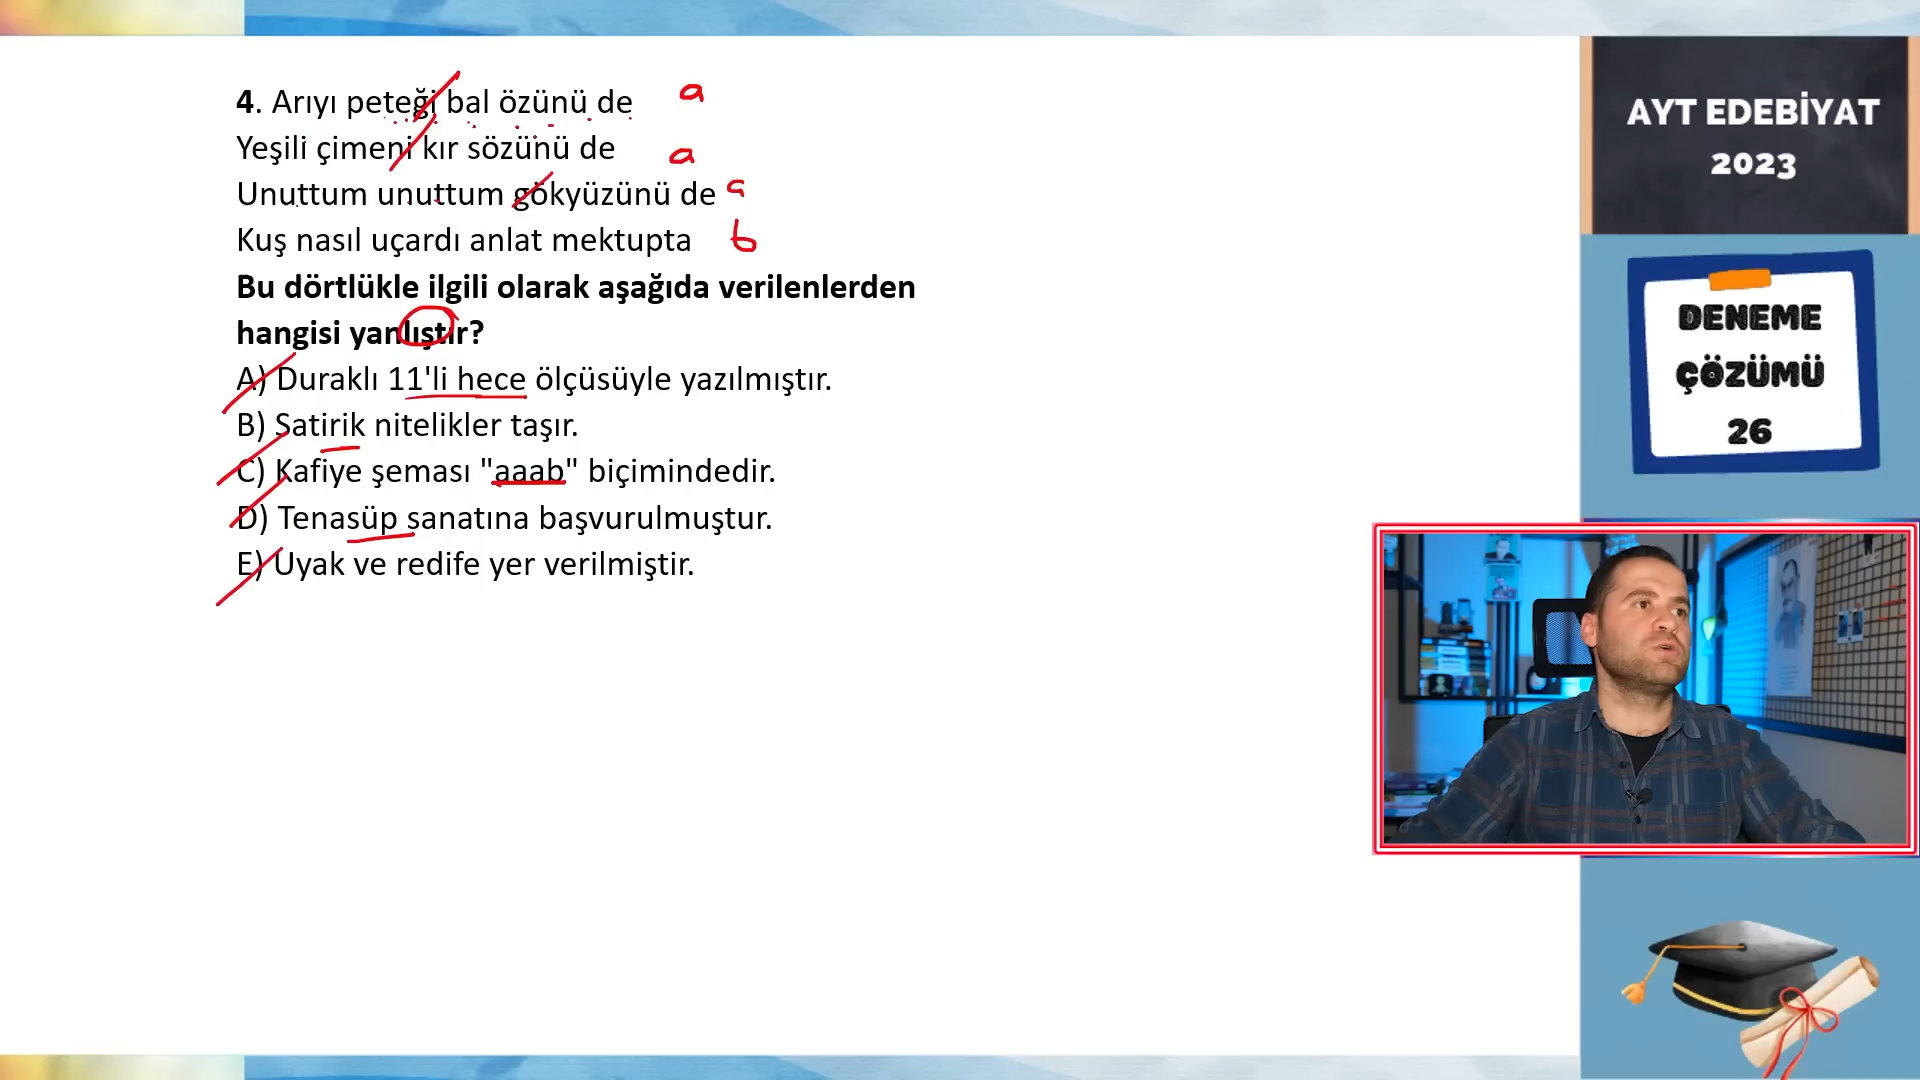 4. Arıyı peteği bal özünü de a
Yeşili çimeni kır sözünü de a
Unuttum unuttum gökyüzünü de a
Kuş nasıl uçardı anlat mektupta b
Bu dörtlükle ilgili olarak aşağıda verilenlerden
hangisi yanlıştır?
A) Duraklı 11'li hece ölçüsüyle yazılmıştır.
B) Satirik nitelikler taşır.
C) Kafiye şeması "aaab" biçimindedir.
D) Tenasüp sanatına başvurulmuştur.
E) Uyak ve redife yer verilmiştir.
AYT EDEBİYAT
2023
DENEME
ÇÖZÜMÜ
26